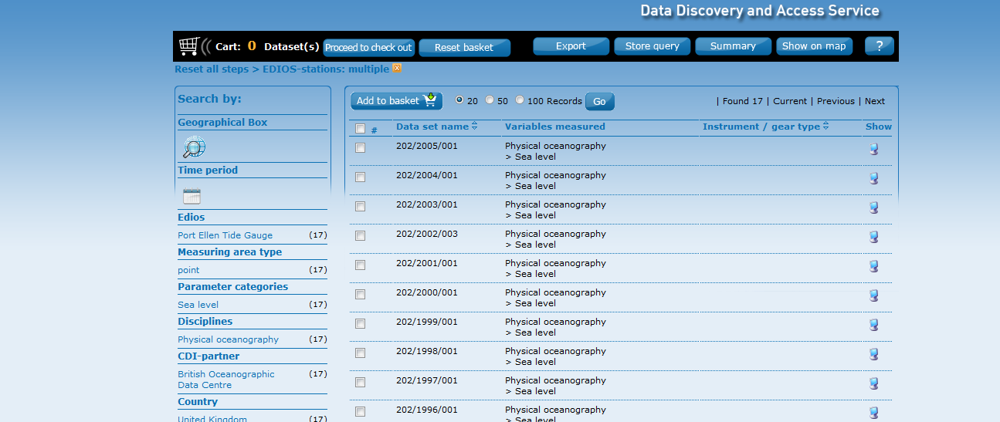 Data Discovery and Access Service
Cart: 0 Dataset(s) Proceed to check out Reset basket Export Store query Summary Show on map ?
Reset all steps > EDIOS-stations: multiple x
Search by:
Geographical Box
Time period
Edios
Port Ellen Tide Gauge (17)
Measuring area type
point (17)
Parameter categories
Sea level (17)
Disciplines
Physical oceanography (17)
CDI-partner
British Oceanographic (17)
Data Centre
Country
United Kingdom (17)
Add to basket 20 50 100 Records Go | Found 17 | Current | Previous | Next
# Data set name Variables measured Instrument / gear type Show
202/2005/001 Physical oceanography
> Sea level
202/2004/001 Physical oceanography
> Sea level
202/2003/001 Physical oceanography
> Sea level
202/2002/003 Physical oceanography
> Sea level
202/2001/001 Physical oceanography
> Sea level
202/2000/001 Physical oceanography
> Sea level
202/1999/001 Physical oceanography
> Sea level
202/1998/001 Physical oceanography
> Sea level
202/1997/001 Physical oceanography
> Sea level
202/1996/001 Physical oceanography
> Sea level